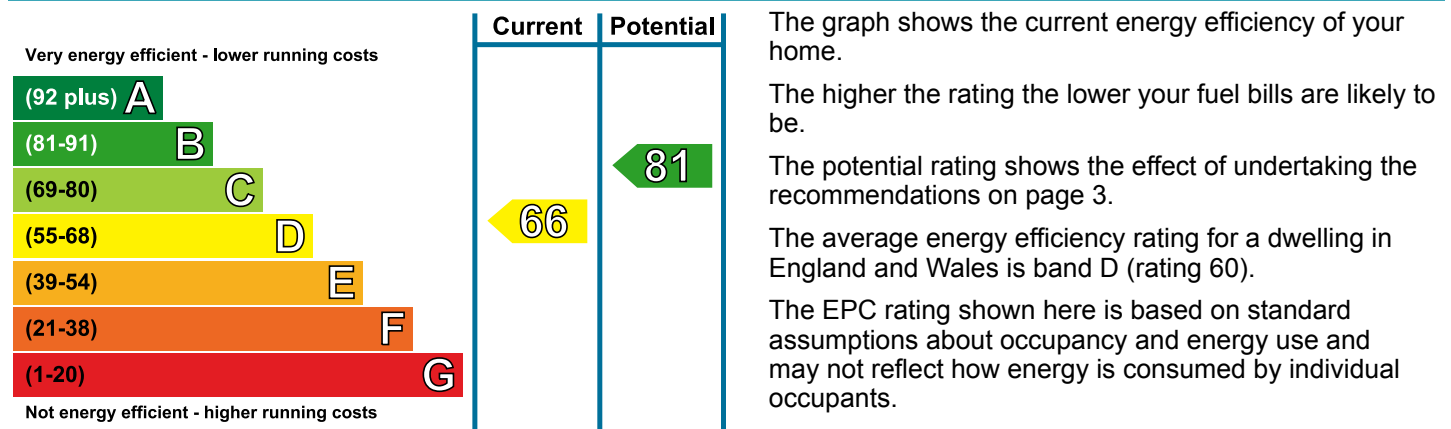 Current Potential
Very energy efficient - lower running costs
(92 plus) A
(81-91) B
(69-80) C
(55-68) D
(39-54) E
(21-38) F
(1-20) G
Not energy efficient - higher running costs
66
81
The graph shows the current energy efficiency of your
home.
The higher the rating the lower your fuel bills are likely to
be.
The potential rating shows the effect of undertaking the
recommendations on page 3.
The average energy efficiency rating for a dwelling in
England and Wales is band D (rating 60).
The EPC rating shown here is based on standard
assumptions about occupancy and energy use and
may not reflect how energy is consumed by individual
occupants.